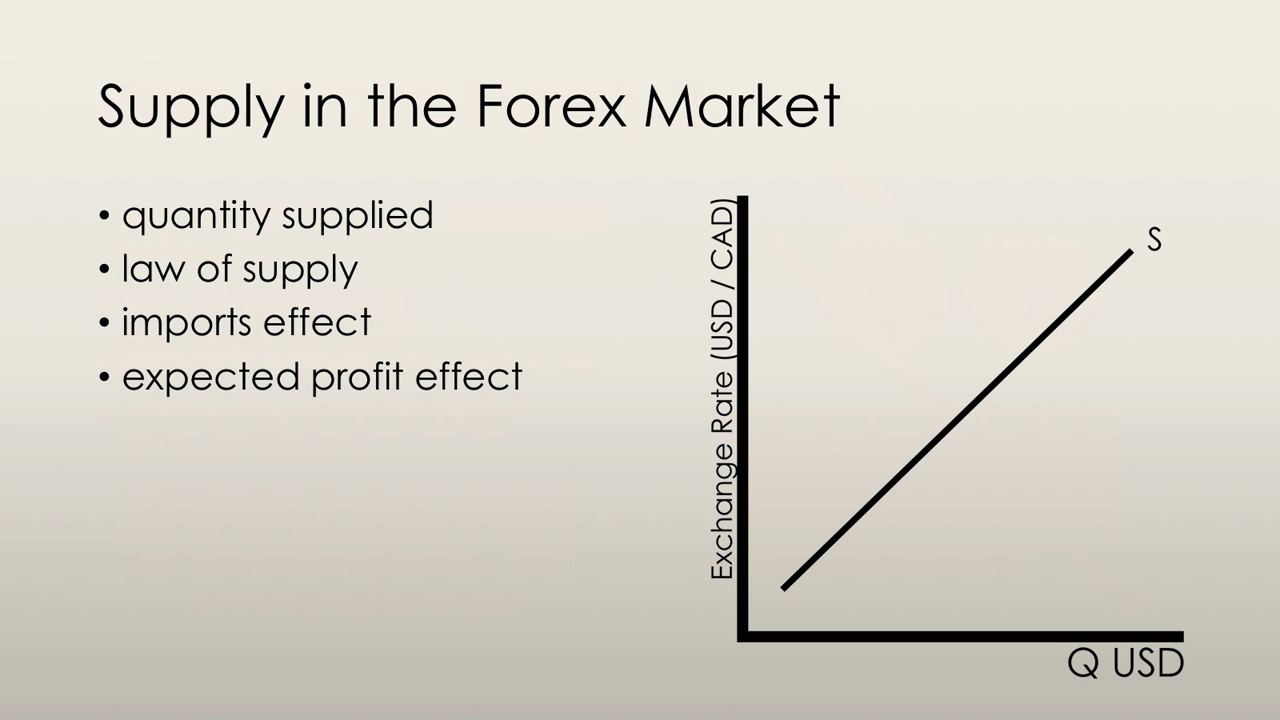 Supply in the Forex Market
• quantity supplied
• law of supply
• imports effect
• expected profit effect
Exchange Rate (USD / CAD)
S
Q USD